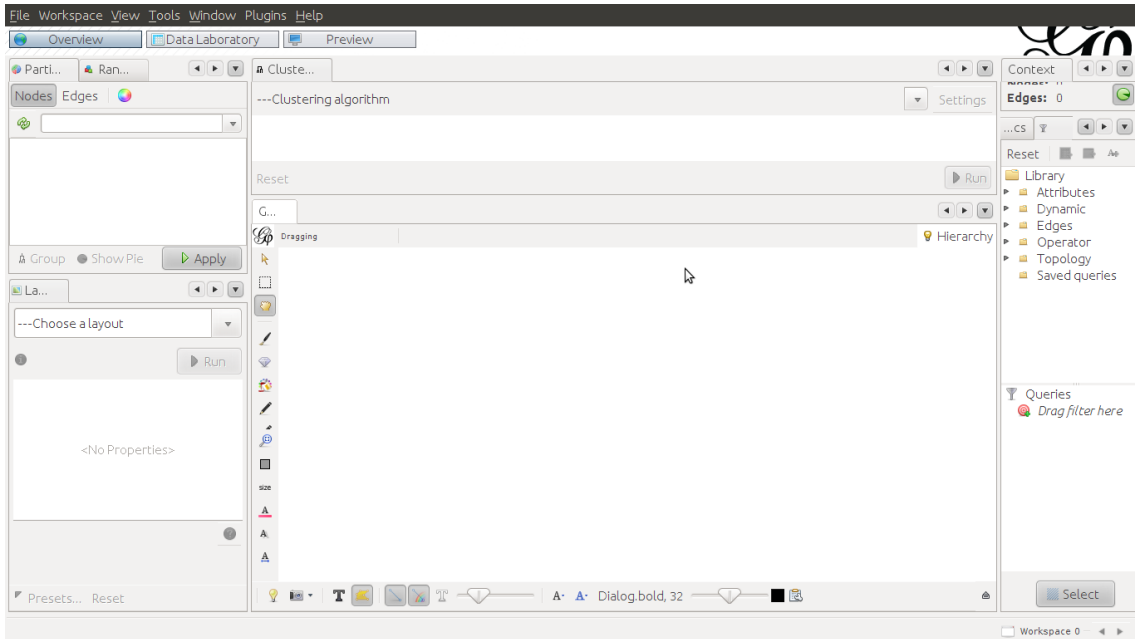 File Workspace View Tools Window Plugins Help
Overview Data Laboratory Preview
Parti... Ran...
Nodes Edges
Group Show Pie Apply
La...
---Choose a layout
Run
<No Properties>
Presets... Reset
Cluste...
---Clustering algorithm Settings
Reset Run
G...
Dragging Hierarchy
size
A
A
A
T T A A Dialog.bold, 32
Context
Nodes: 0
Edges: 0
...cs
Reset
Library
Attributes
Dynamic
Edges
Operator
Topology
Saved queries
Queries
Drag filter here
Select
Workspace 0